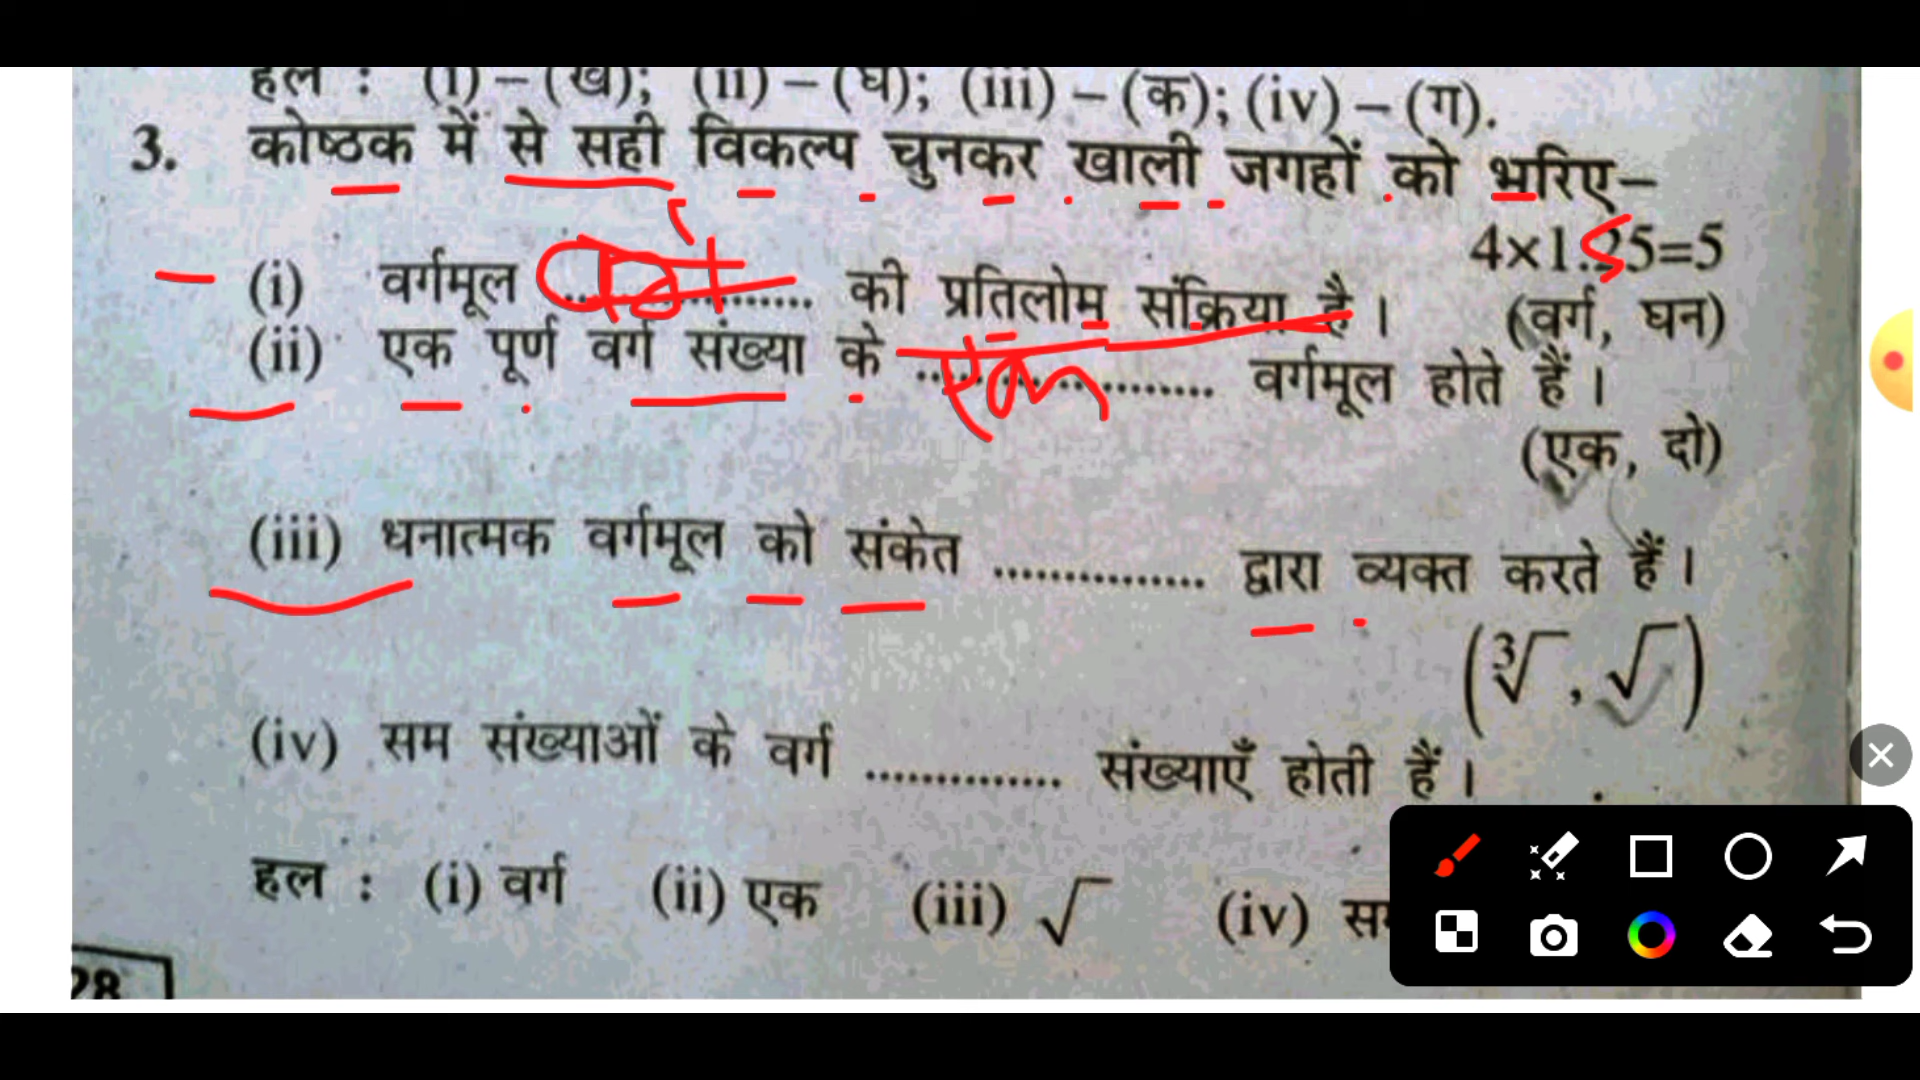 हल : (i) – (ख); (ii) – (घ); (iii) – (क); (iv) – (ग).
3. कोष्ठक में से सही विकल्प चुनकर खाली जगहों को भरिए–
4×1.25=5
(i) वर्गमूल .................. की प्रतिलोम संक्रिया है। (वर्ग, घन)
(ii) एक पूर्ण वर्ग संख्या के एक .................. वर्गमूल होते हैं।
(एक, दो)
(iii) धनात्मक वर्गमूल को संकेत ............... द्वारा व्यक्त करते हैं।
(∛, √)
(iv) सम संख्याओं के वर्ग .............. संख्याएँ होती हैं।
हल : (i) वर्ग (ii) एक (iii) √ (iv)
28